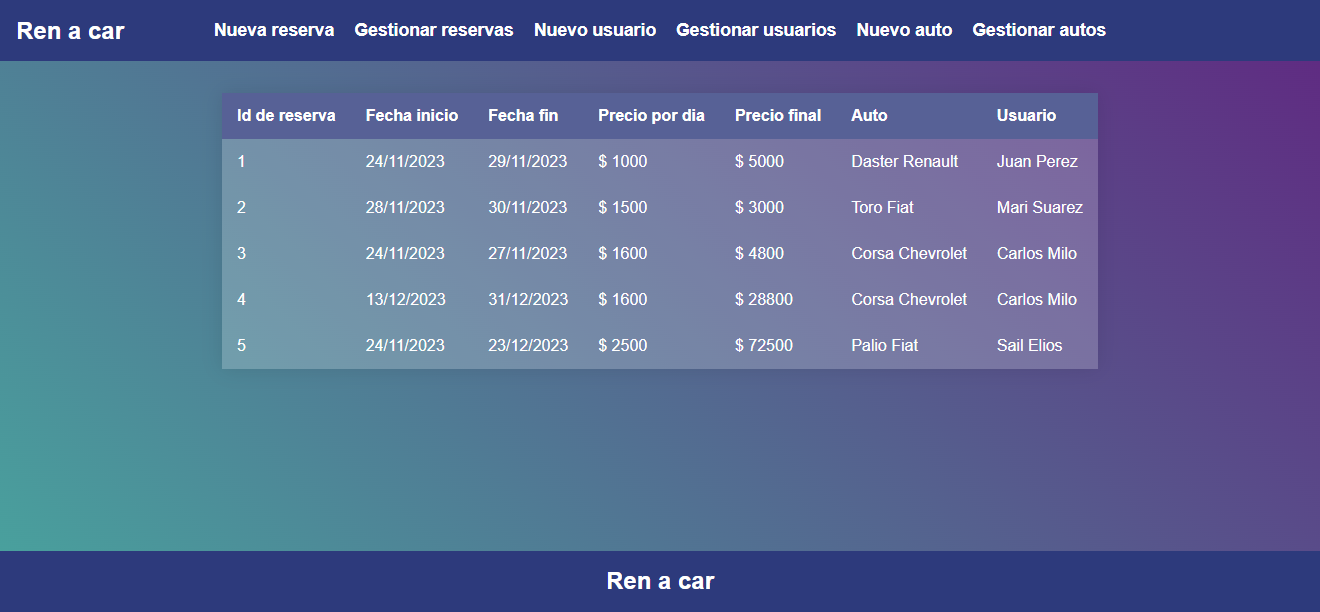 Ren a car Nueva reserva Gestionar reservas Nuevo usuario Gestionar usuarios Nuevo auto Gestionar autos
Id de reserva Fecha inicio Fecha fin Precio por dia Precio final Auto Usuario
1 24/11/2023 29/11/2023 $ 1000 $ 5000 Daster Renault Juan Perez
2 28/11/2023 30/11/2023 $ 1500 $ 3000 Toro Fiat Mari Suarez
3 24/11/2023 27/11/2023 $ 1600 $ 4800 Corsa Chevrolet Carlos Milo
4 13/12/2023 31/12/2023 $ 1600 $ 28800 Corsa Chevrolet Carlos Milo
5 24/11/2023 23/12/2023 $ 2500 $ 72500 Palio Fiat Sail Elios
Ren a car